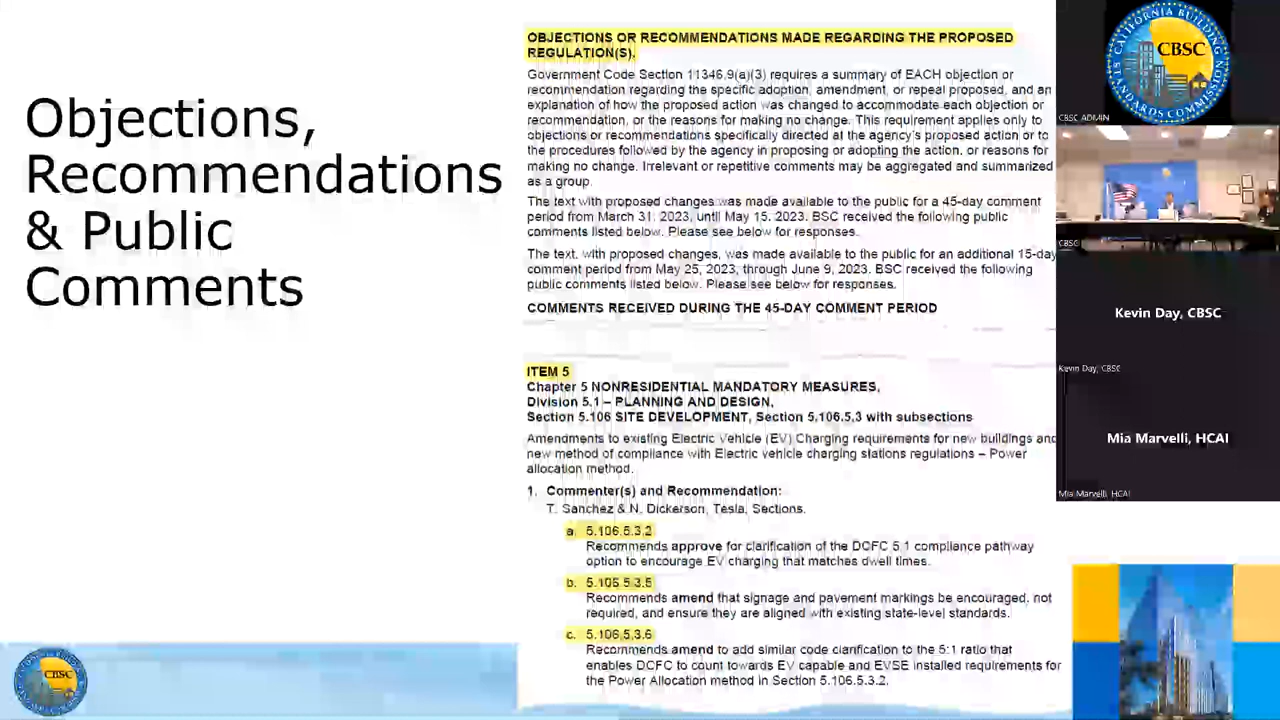 Objections,
Recommendations
& Public
Comments
OBJECTIONS OR RECOMMENDATIONS MADE REGARDING THE PROPOSED
REGULATION(S).
Government Code Section 11346.9(a)(3) requires a summary of EACH objection or
recommendation regarding the specific adoption, amendment, or repeal proposed, and an
explanation of how the proposed action was changed to accommodate each objection or
recommendation, or the reasons for making no change. This requirement applies only to
objections or recommendations specifically directed at the agency's proposed action or to
the procedures followed by the agency in proposing or adopting the action, or reasons for
making no change. Irrelevant or repetitive comments may be aggregated and summarized
as a group.
The text with proposed changes was made available to the public for a 45-day comment
period from March 31, 2023, until May 15, 2023. BSC received the following public
comments listed below. Please see below for responses.
The text, with proposed changes, was made available to the public for an additional 15-day
comment period from May 25, 2023, through June 9, 2023. BSC received the following
public comments listed below. Please see below for responses.
COMMENTS RECEIVED DURING THE 45-DAY COMMENT PERIOD
ITEM 5
Chapter 5 NONRESIDENTIAL MANDATORY MEASURES,
Division 5.1 – PLANNING AND DESIGN,
Section 5.106 SITE DEVELOPMENT, Section 5.106.5.3 with subsections
Amendments to existing Electric Vehicle (EV) Charging requirements for new buildings and
new method of compliance with Electric vehicle charging stations regulations – Power
allocation method.
1. Commenter(s) and Recommendation:
T. Sanchez & N. Dickerson, Tesla, Sections.
a. 5.106.5.3.2
Recommends approve for clarification of the DCFC 5:1 compliance pathway
option to encourage EV charging that matches dwell times.
b. 5.106.5.3.5
Recommends amend that signage and pavement markings be encouraged, not
required, and ensure they are aligned with existing state-level standards.
c. 5.106.5.3.6
Recommends amend to add similar code clarification to the 5:1 ratio that
enables DCFC to count towards EV capable and EVSE installed requirements for
the Power Allocation method in Section 5.106.5.3.2.
CALIFORNIA BUILDING
STANDARDS COMMISSION
CBSC
CBSC ADMIN
CBSC
Kevin Day, CBSC
Kevin Day, CBSC
Mia Marvelli, HCAI
Mia Marvelli, HCAI
CBSC